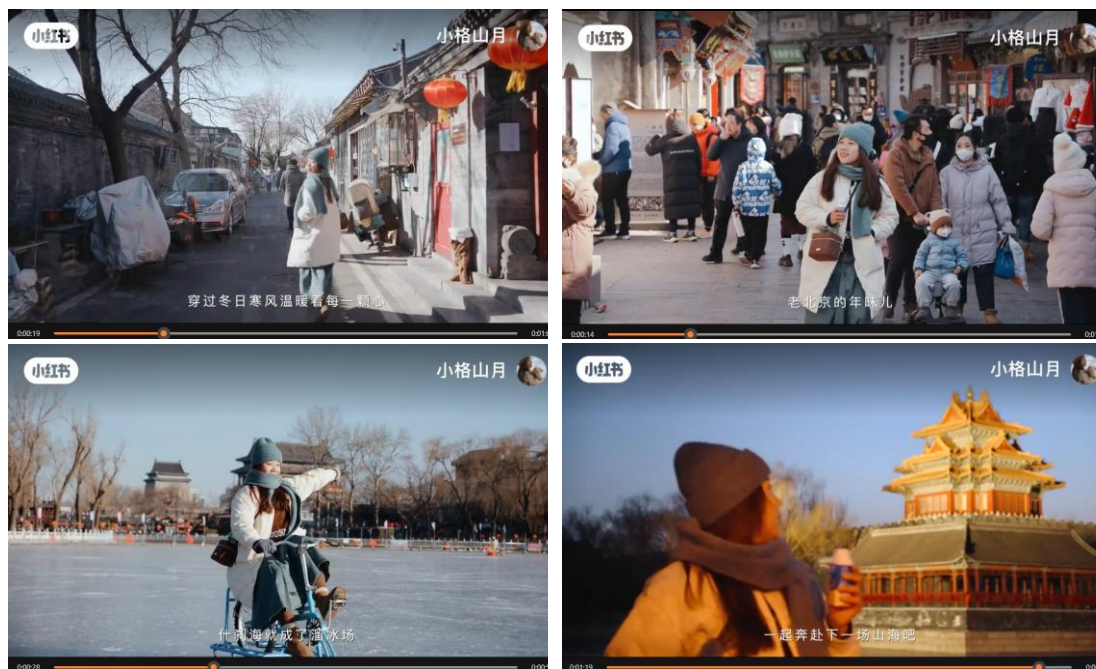 小红书
小格山月
穿过冬日寒风温暖着每一颗心
0:00:19
小红书
小格山月
老北京的年味儿
0:00:14
小红书
小格山月
什刹海就成了溜冰场
0:00:28
小红书
小格山月
一起奔赴下一场山海吧
0:01:19